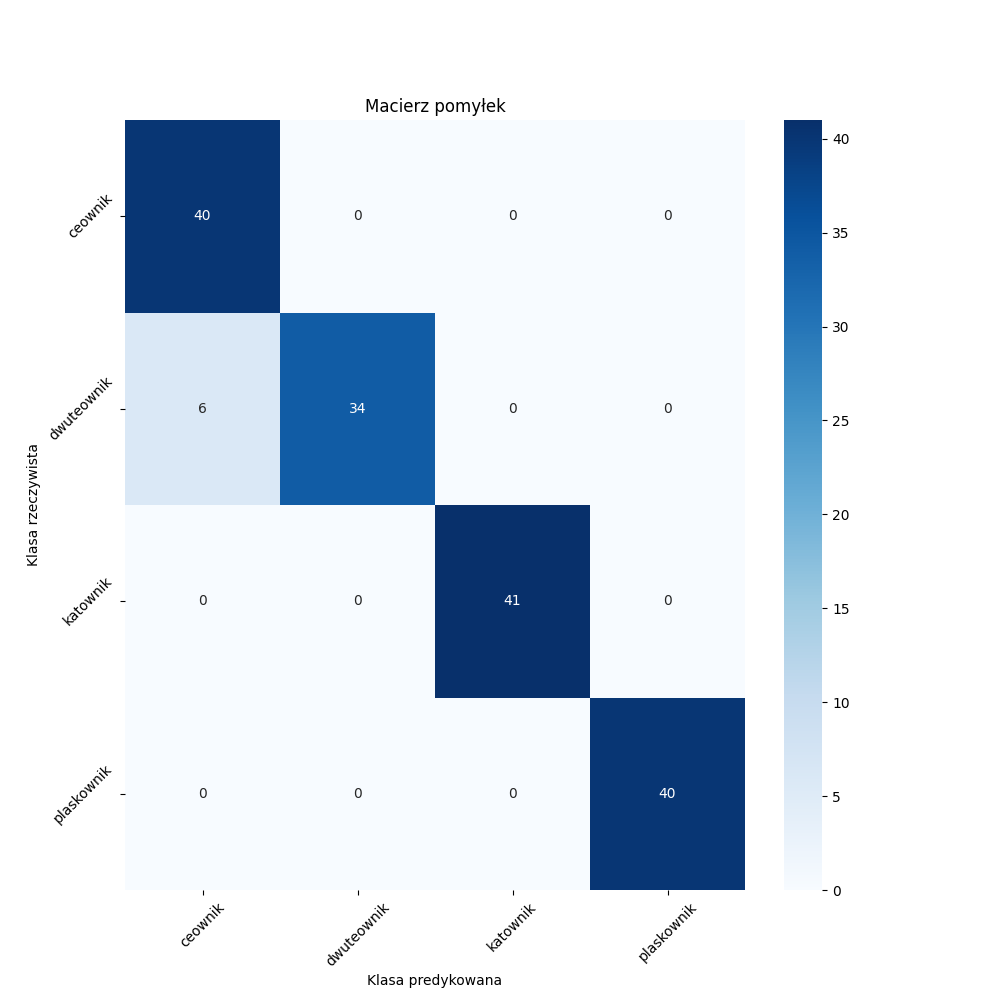 Macierz pomyłek
ceownik
40 0 0 0
dwuteownik
6 34 0 0
katownik
0 0 41 0
plaskownik
0 0 0 40
Klasa rzeczywista
ceownik dwuteownik katownik plaskownik
Klasa predykowana
40
35
30
25
20
15
10
5
0